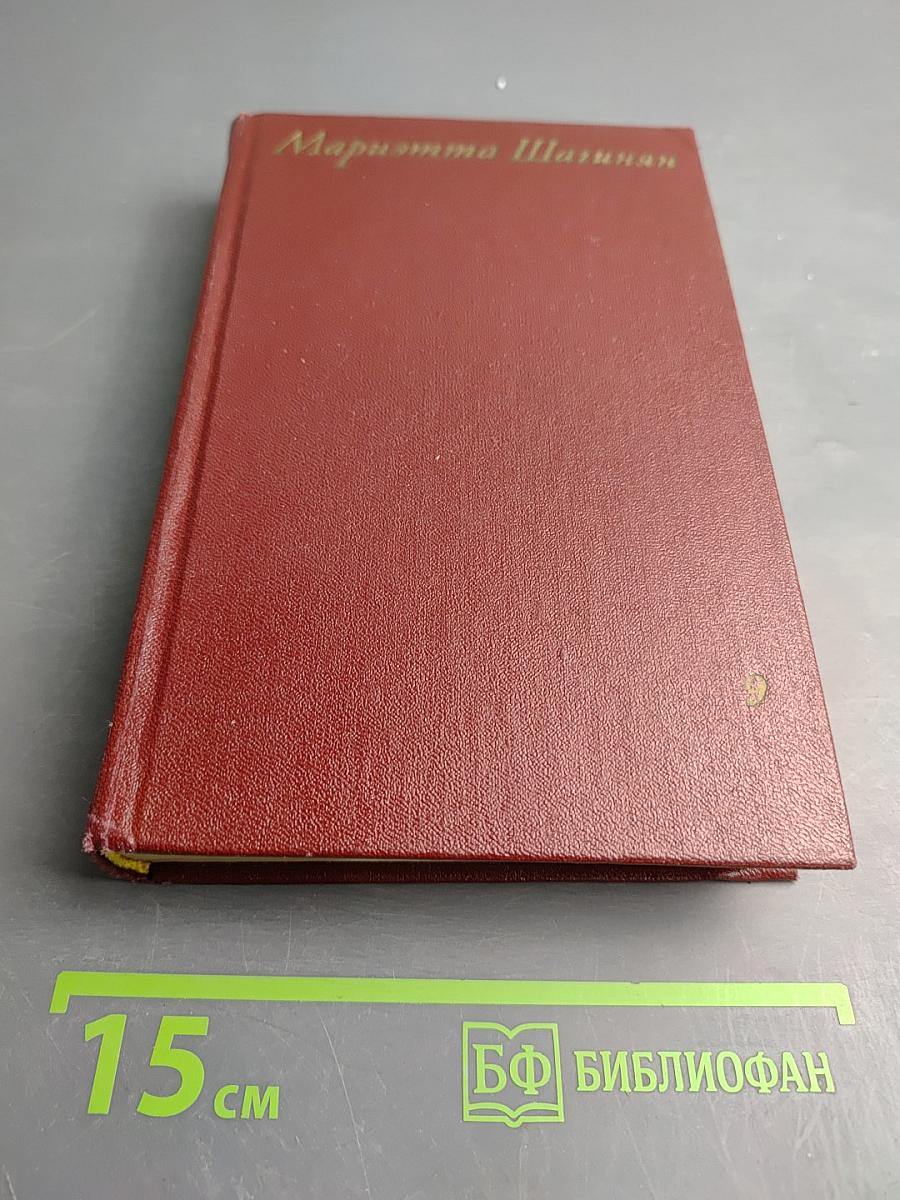 Мариэтта Шагинян
9
15 см
БФ БИБЛИОФАН